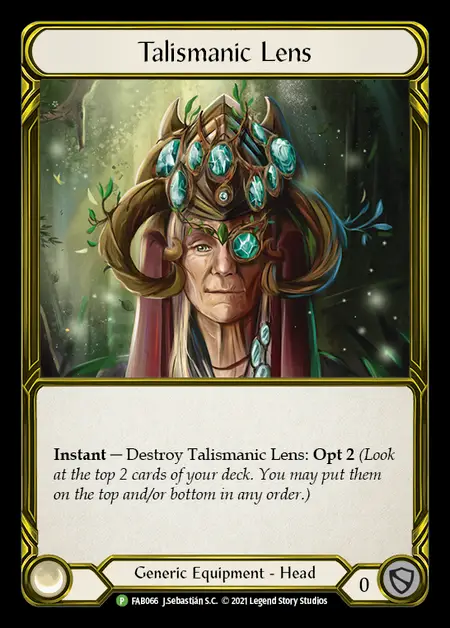 Talismanic Lens
Instant — Destroy Talismanic Lens: Opt 2 (Look
at the top 2 cards of your deck. You may put them
on the top and/or bottom in any order.)
Generic Equipment - Head
0
P FAB066 J.Sebastián S.C. © 2021 Legend Story Studios